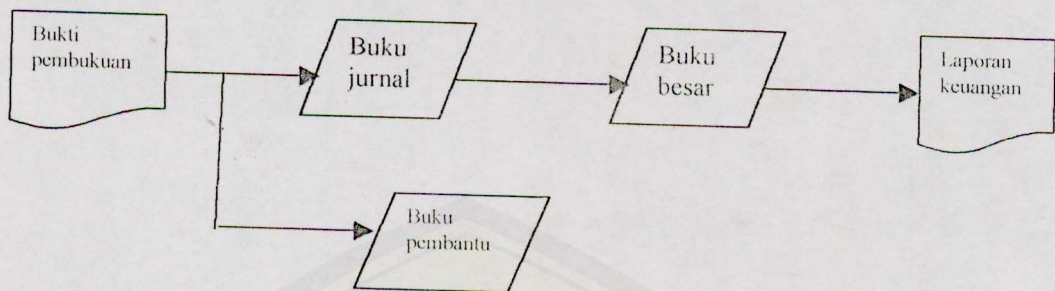 Bukti
pembukuan
Buku
jurnal
Buku
besar
Laporan
keuangan
Buku
pembantu